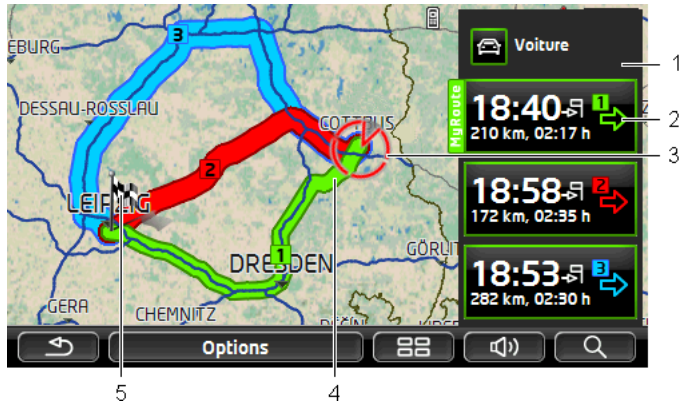 EBURG
3
Voiture
1
DESSAU-ROSSLAU
COTTBUS
MyRoute
18:40
1
210 km, 02:17 h
2
3
2
18:58
2
172 km, 02:35 h
LEIPZIG
1
DRESDEN
GÖRLIT
18:53
3
282 km, 02:30 h
GERA
CHEMNITZ
DĚČÍN
Options
5
4